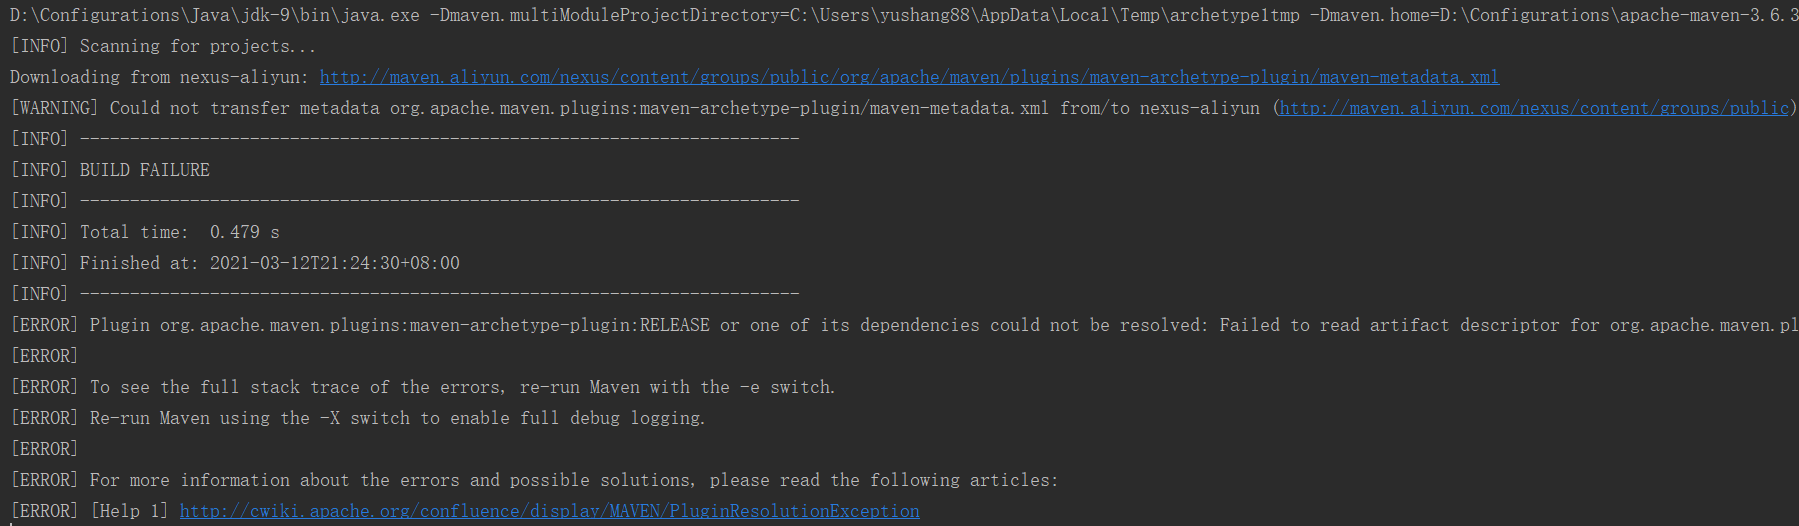 D:\Configurations\Java\jdk-9\bin\java.exe -Dmaven.multiModuleProjectDirectory=C:\Users\yushang88\AppData\Local\Temp\archetype1tmp -Dmaven.home=D:\Configurations\apache-maven-3.6.3
[INFO] Scanning for projects...
Downloading from nexus-aliyun: http://maven.aliyun.com/nexus/content/groups/public/org/apache/maven/plugins/maven-archetype-plugin/maven-metadata.xml
[WARNING] Could not transfer metadata org.apache.maven.plugins:maven-archetype-plugin/maven-metadata.xml from/to nexus-aliyun (http://maven.aliyun.com/nexus/content/groups/public)
[INFO] ------------------------------------------------------------------------
[INFO] BUILD FAILURE
[INFO] ------------------------------------------------------------------------
[INFO] Total time:  0.479 s
[INFO] Finished at: 2021-03-12T21:24:30+08:00
[INFO] ------------------------------------------------------------------------
[ERROR] Plugin org.apache.maven.plugins:maven-archetype-plugin:RELEASE or one of its dependencies could not be resolved: Failed to read artifact descriptor for org.apache.maven.pl
[ERROR]
[ERROR] To see the full stack trace of the errors, re-run Maven with the -e switch.
[ERROR] Re-run Maven using the -X switch to enable full debug logging.
[ERROR]
[ERROR] For more information about the errors and possible solutions, please read the following articles:
[ERROR] [Help 1] http://cwiki.apache.org/confluence/display/MAVEN/PluginResolutionException